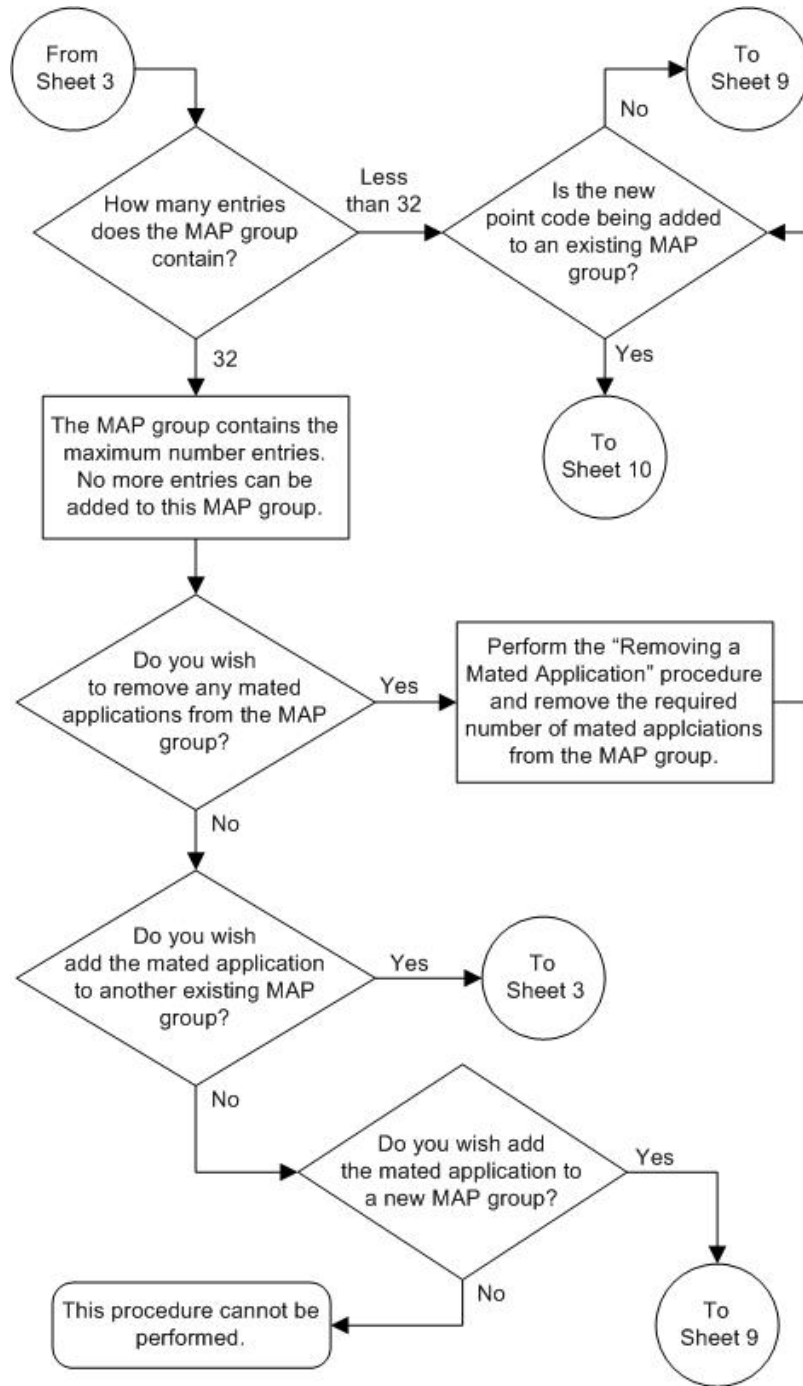 From
Sheet 3
To
Sheet 9
No
How many entries
does the MAP group
contain?
Less
than 32
Is the new
point code being added
to an existing MAP
group?
32
Yes
The MAP group contains the
maximum number entries.
No more entries can be
added to this MAP group.
To
Sheet 10
Do you wish
to remove any mated
applications from the MAP
group?
Yes
Perform the “Removing a
Mated Application” procedure
and remove the required
number of mated applciations
from the MAP group.
No
Do you wish
add the mated application
to another existing MAP
group?
Yes
To
Sheet 3
No
Do you wish add
the mated application to
a new MAP group?
Yes
No
This procedure cannot be
performed.
To
Sheet 9